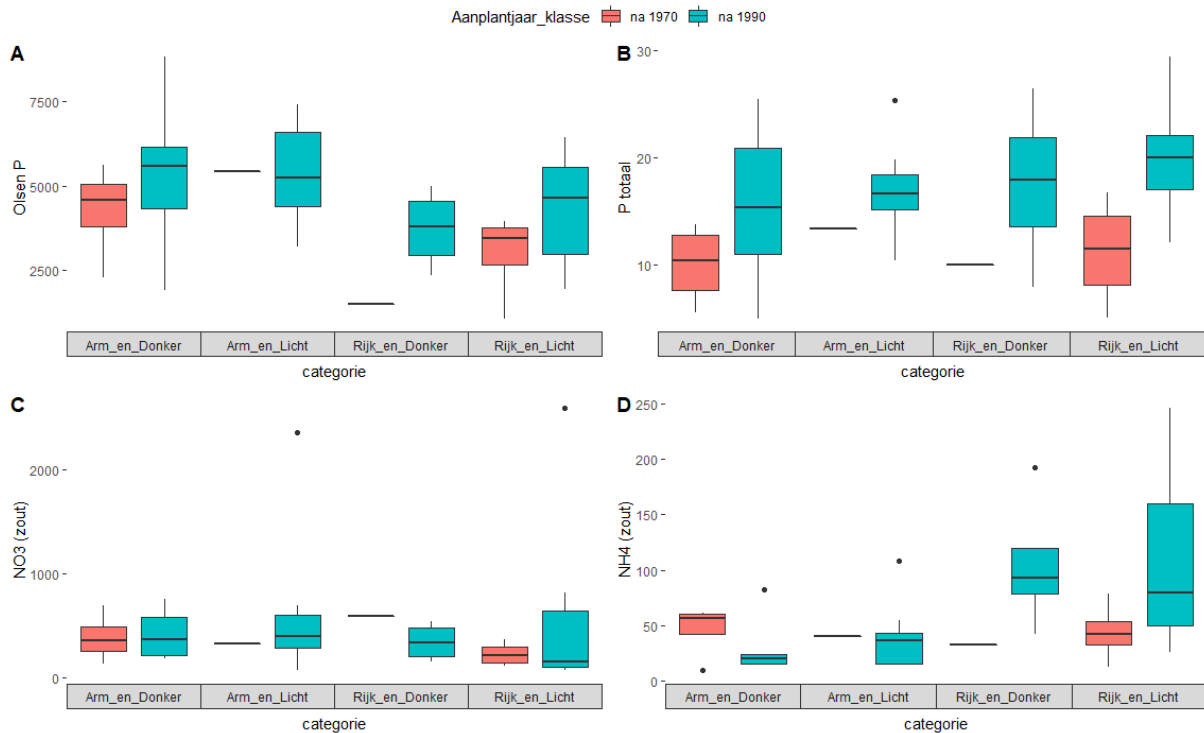 Aanplantjaar_klasse na 1970 na 1990
A
Olsen P
7500
5000
2500
Arm_en_Donker Arm_en_Licht Rijk_en_Donker Rijk_en_Licht
categorie
B
P totaal
30
20
10
Arm_en_Donker Arm_en_Licht Rijk_en_Donker Rijk_en_Licht
categorie
C
NO3 (zout)
2000
1000
0
Arm_en_Donker Arm_en_Licht Rijk_en_Donker Rijk_en_Licht
categorie
D
NH4 (zout)
250
200
150
100
50
0
Arm_en_Donker Arm_en_Licht Rijk_en_Donker Rijk_en_Licht
categorie